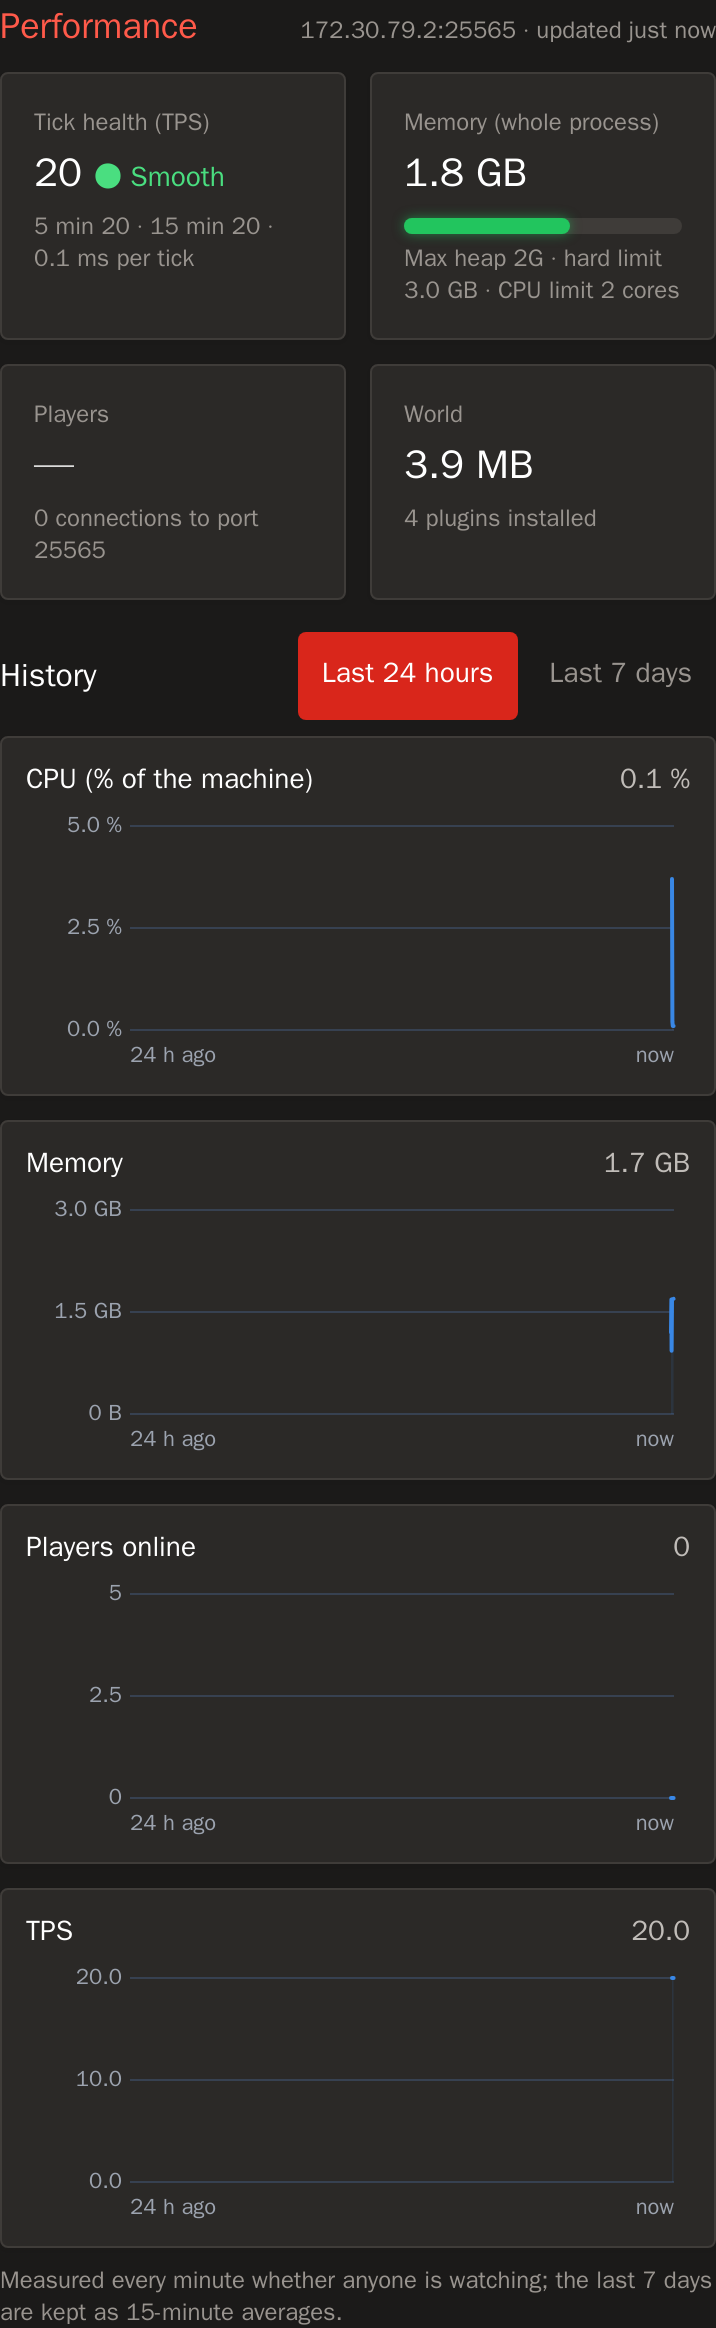 Performance
172.30.79.2:25565 · updated just now
Tick health (TPS)
20 Smooth
5 min 20 · 15 min 20 ·
0.1 ms per tick
Memory (whole process)
1.8 GB
Max heap 2G · hard limit
3.0 GB · CPU limit 2 cores
Players
—
0 connections to port
25565
World
3.9 MB
4 plugins installed
History
Last 24 hours
Last 7 days
CPU (% of the machine)
0.1 %
5.0 %
2.5 %
0.0 %
24 h ago
now
Memory
1.7 GB
3.0 GB
1.5 GB
0 B
24 h ago
now
Players online
0
5
2.5
0
24 h ago
now
TPS
20.0
20.0
10.0
0.0
24 h ago
now
Measured every minute whether anyone is watching; the last 7 days
are kept as 15-minute averages.